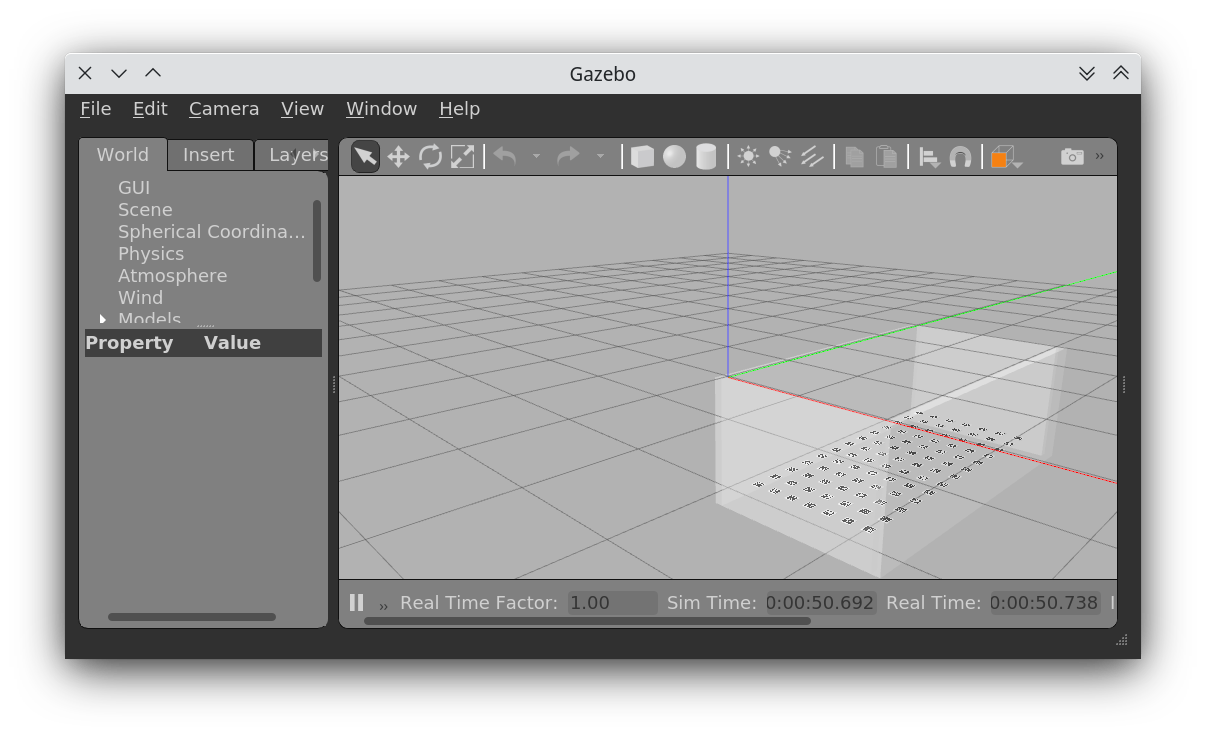 Gazebo
File Edit Camera View Window Help
World Insert Layers
GUI
Scene
Spherical Coordina...
Physics
Atmosphere
Wind
Models
Property Value
Real Time Factor: 1.00 Sim Time: 0:00:50.692 Real Time: 0:00:50.738